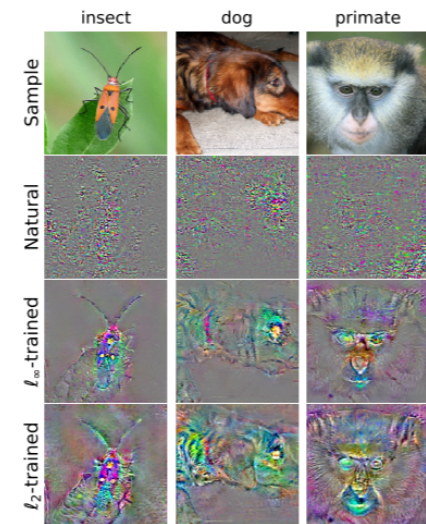 insect dog primate
Sample
Natural
ℓ∞-trained
ℓ2-trained